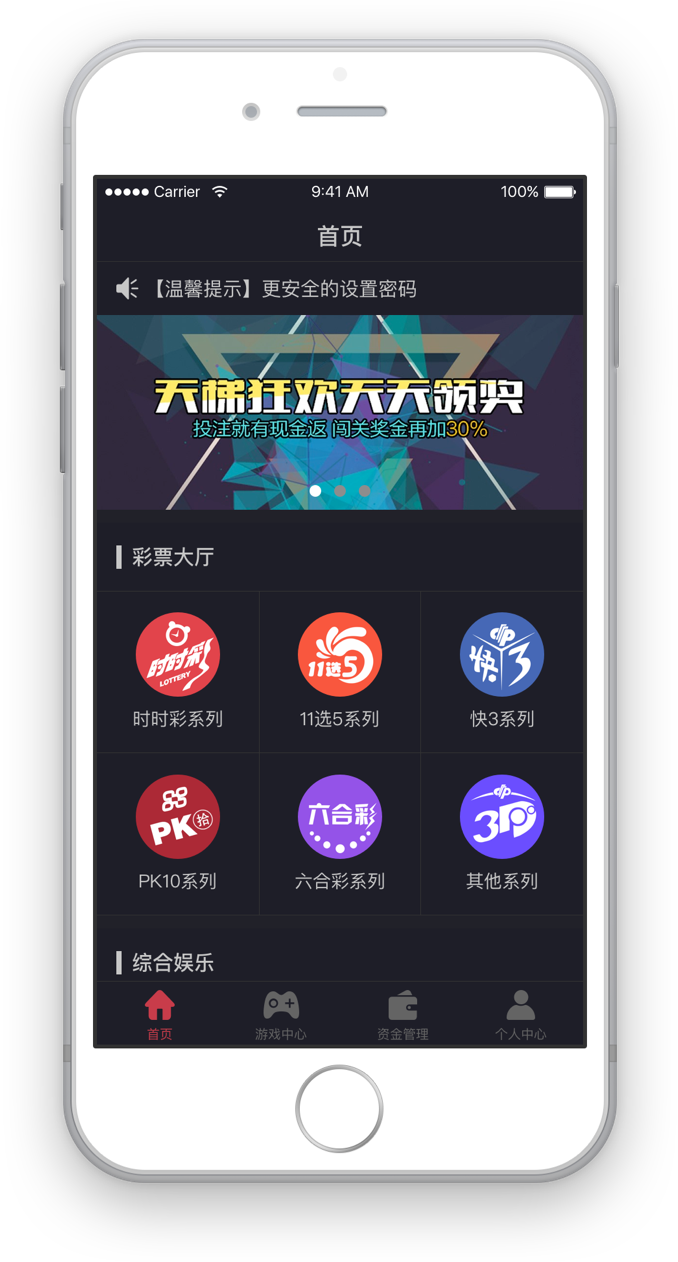 Carrier 9:41 AM 100%
首页
【温馨提示】更安全的设置密码
天梯狂欢天天领奖
投注就有现金返 闯关奖金再加30%
彩票大厅
时时彩
LOTTERY
11选5
快3
时时彩系列 11选5系列 快3系列
PK拾
六合彩
3D
PK10系列 六合彩系列 其他系列
综合娱乐
首页 游戏中心 资金管理 个人中心